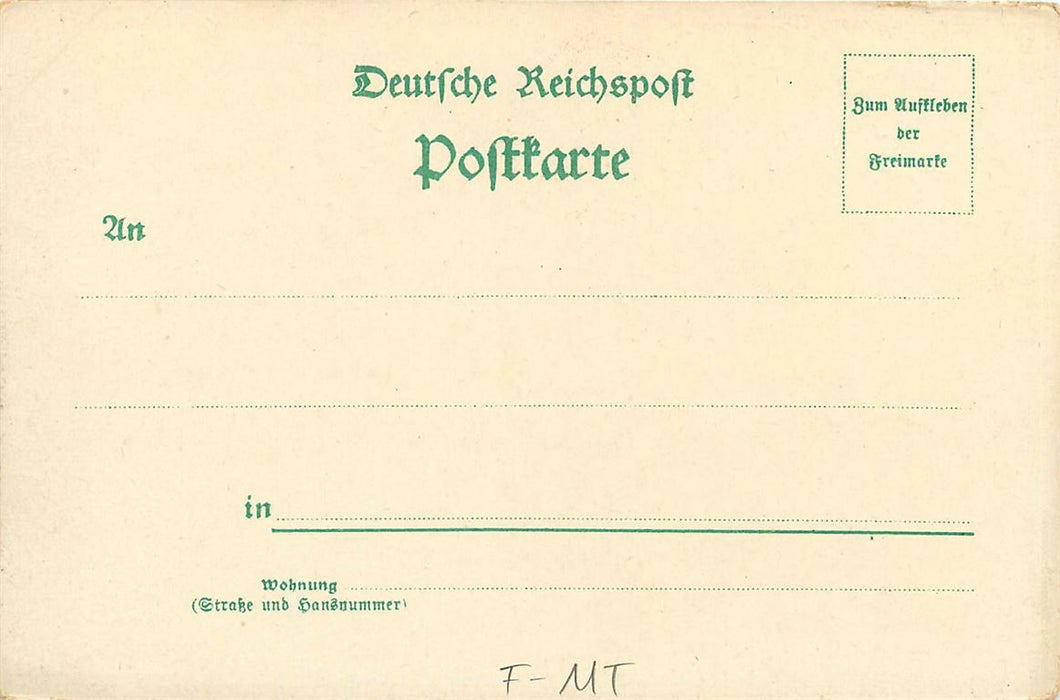 Deutsche Reichspost
Postkarte
Zum Aufkleben
der
Freimarke
An
in
Wohnung
(Straße und Hausnummer)
F-MT